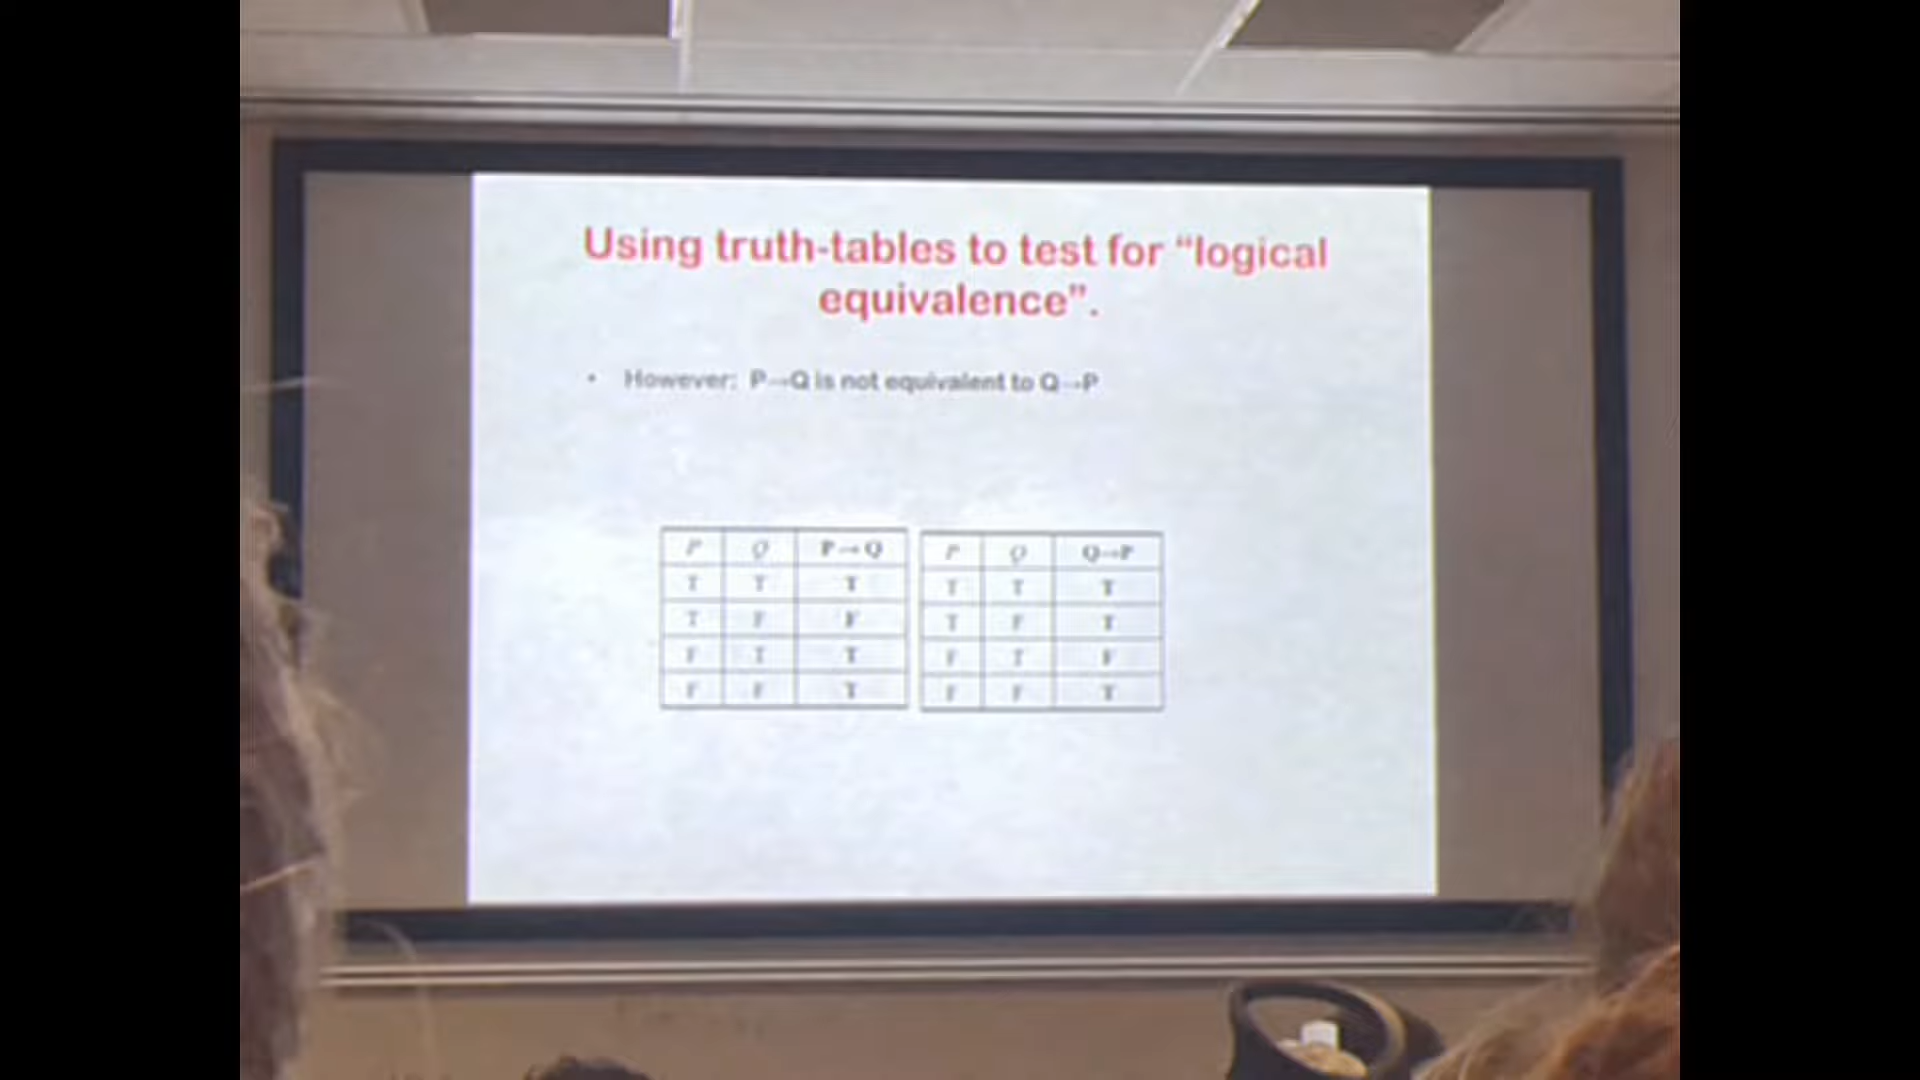 Using truth-tables to test for “logical
equivalence”.
• However: P→Q is not equivalent to Q→P
P Q P→Q P Q Q→P
T T T T T T
T F F T F T
F T T F T F
F F T F F T